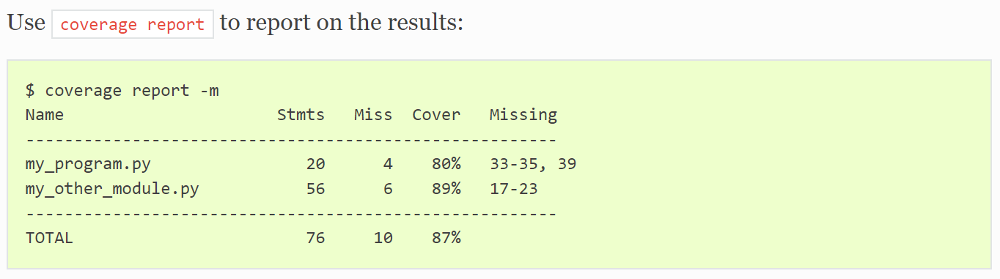 Use coverage report to report on the results:
$ coverage report -m
Name                      Stmts   Miss  Cover   Missing
-------------------------------------------------------
my_program.py                20      4    80%   33-35, 39
my_other_module.py           56      6    89%   17-23
-------------------------------------------------------
TOTAL                        76     10    87%